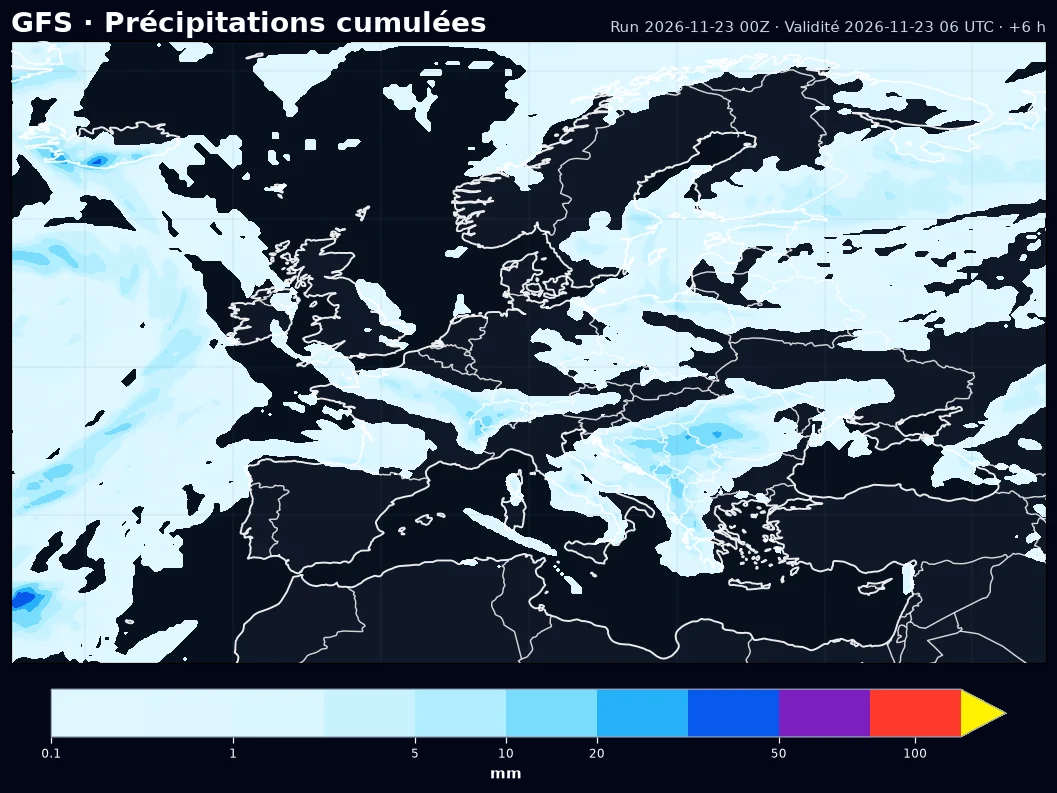 GFS · Précipitations cumulées
Run 2026-11-23 00Z · Validité 2026-11-23 06 UTC · +6 h
0.1 1 5 10 20 50 100
mm